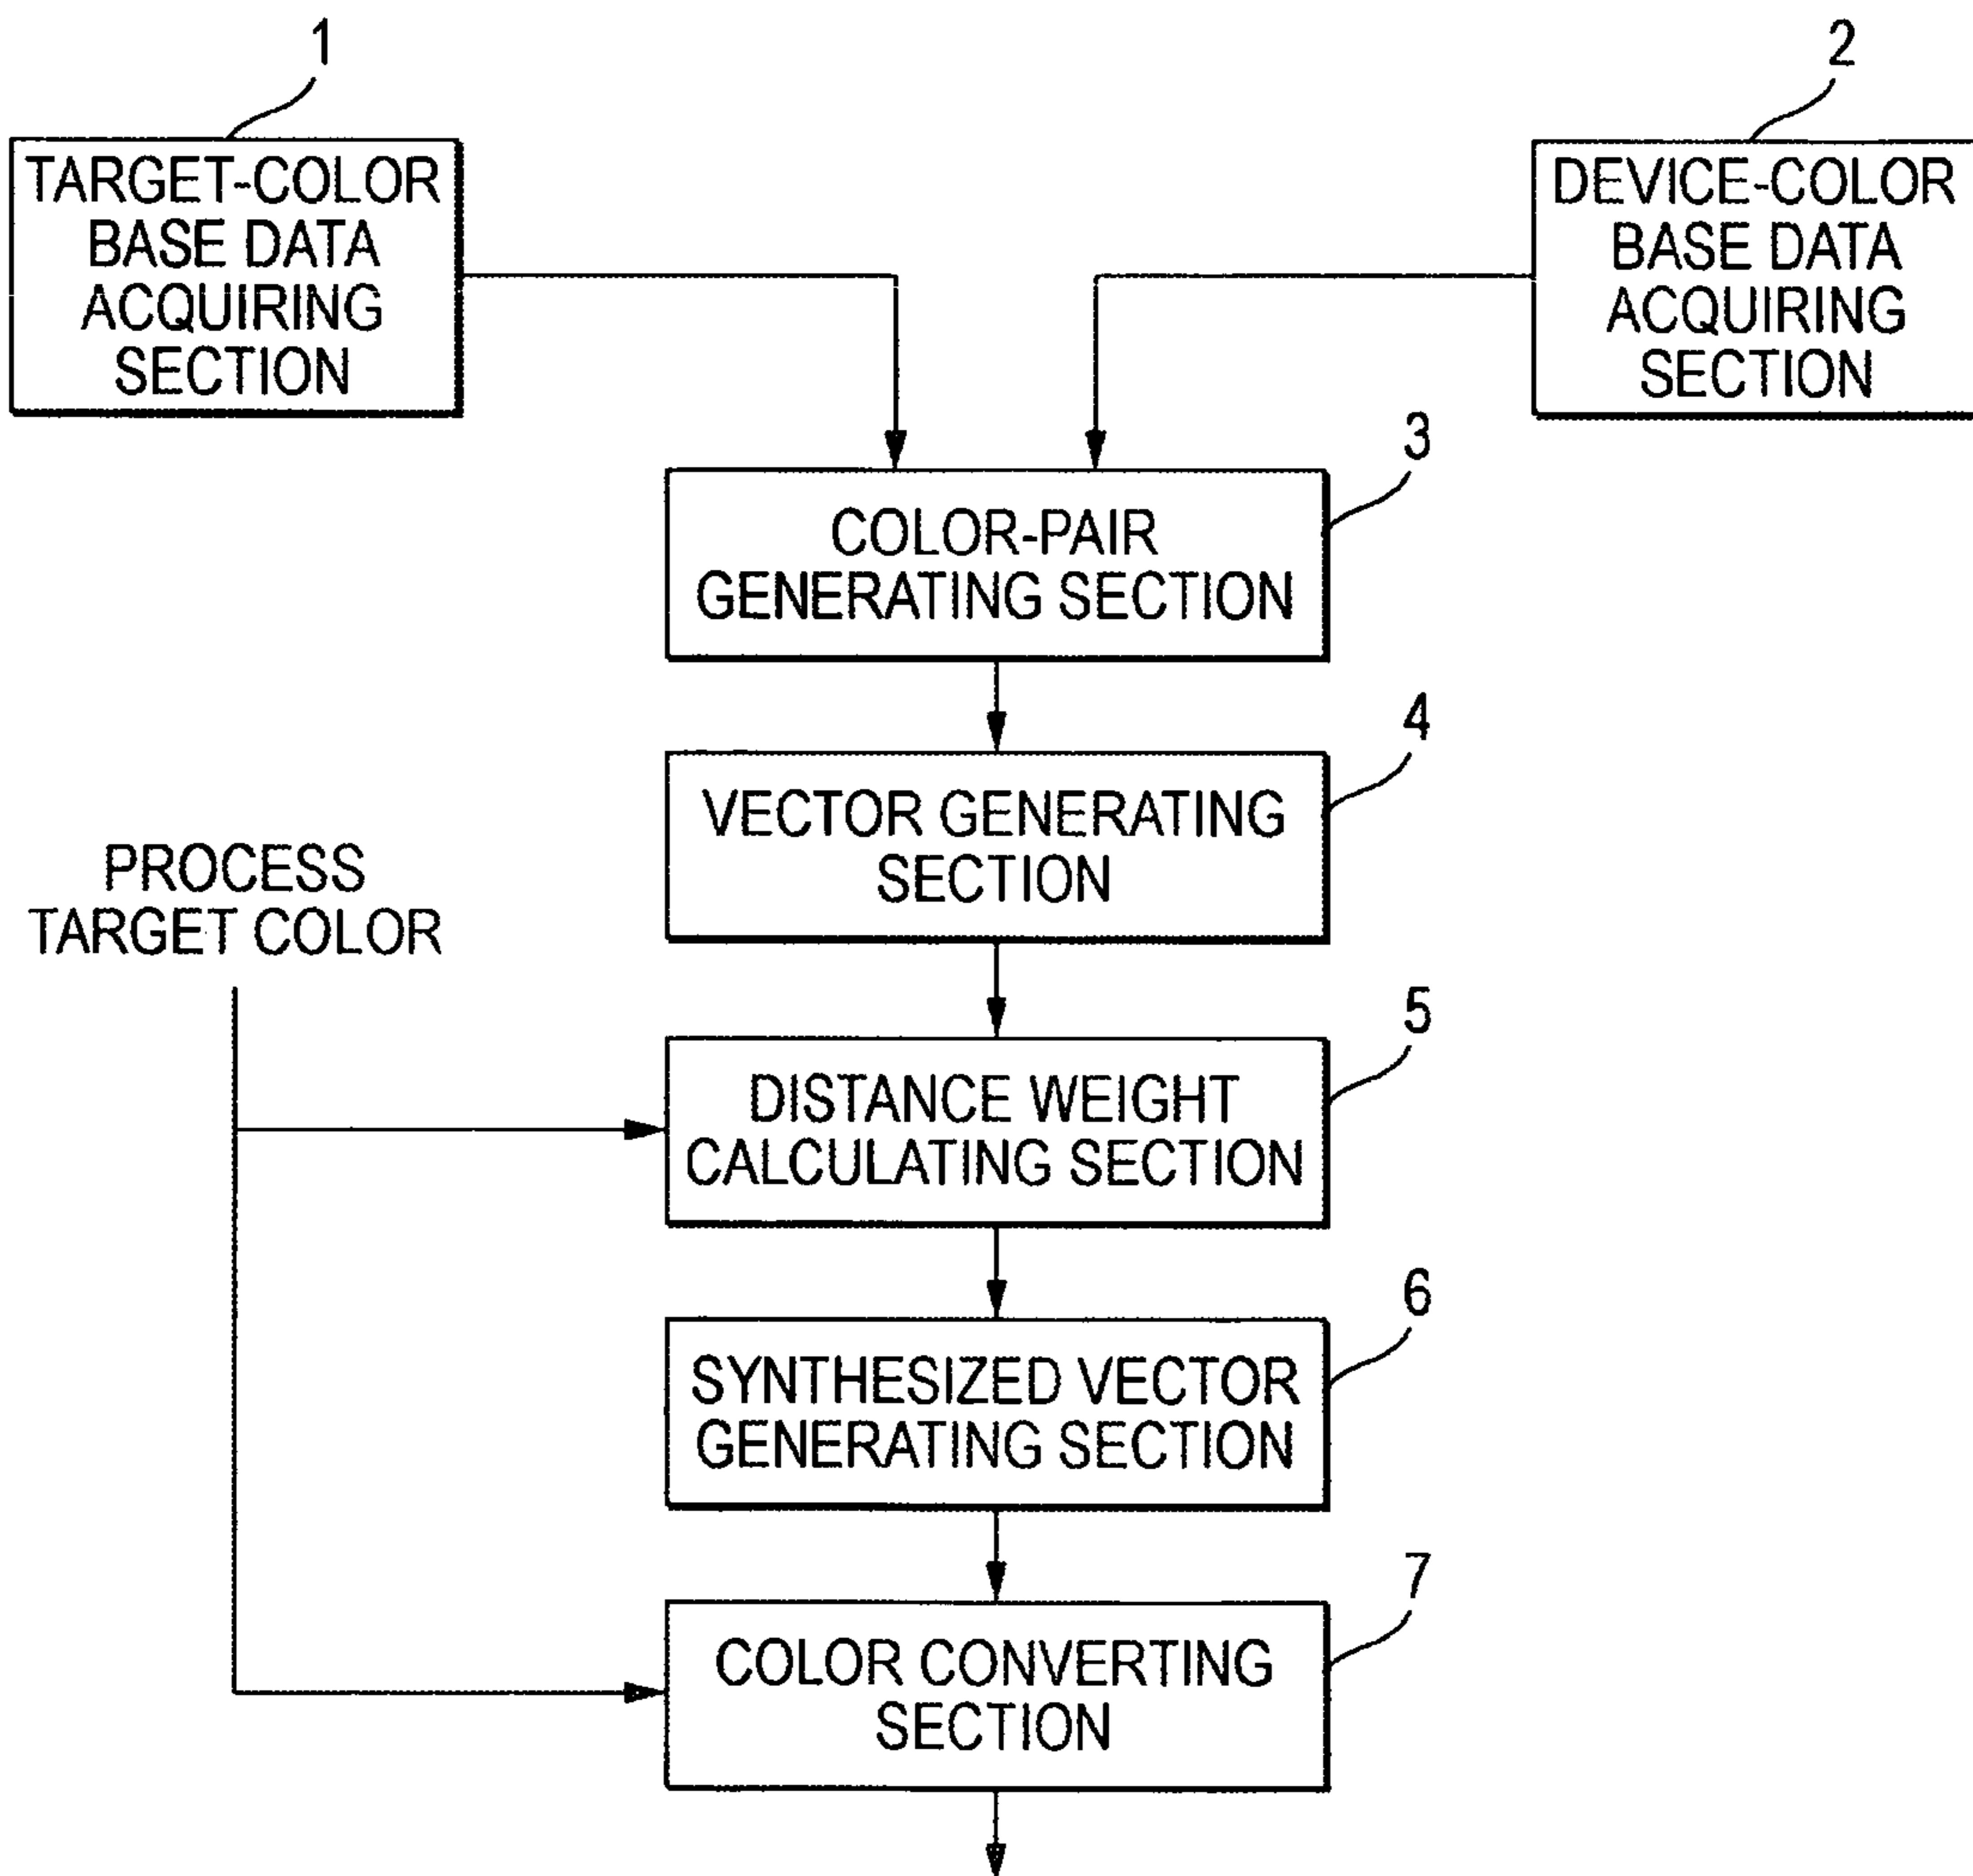 1
2
TARGET-COLOR
BASE DATA
ACQUIRING
SECTION
DEVICE-COLOR
BASE DATA
ACQUIRING
SECTION
3
COLOR-PAIR
GENERATING SECTION
4
VECTOR GENERATING
SECTION
PROCESS
TARGET COLOR
5
DISTANCE WEIGHT
CALCULATING SECTION
6
SYNTHESIZED VECTOR
GENERATING SECTION
7
COLOR CONVERTING
SECTION